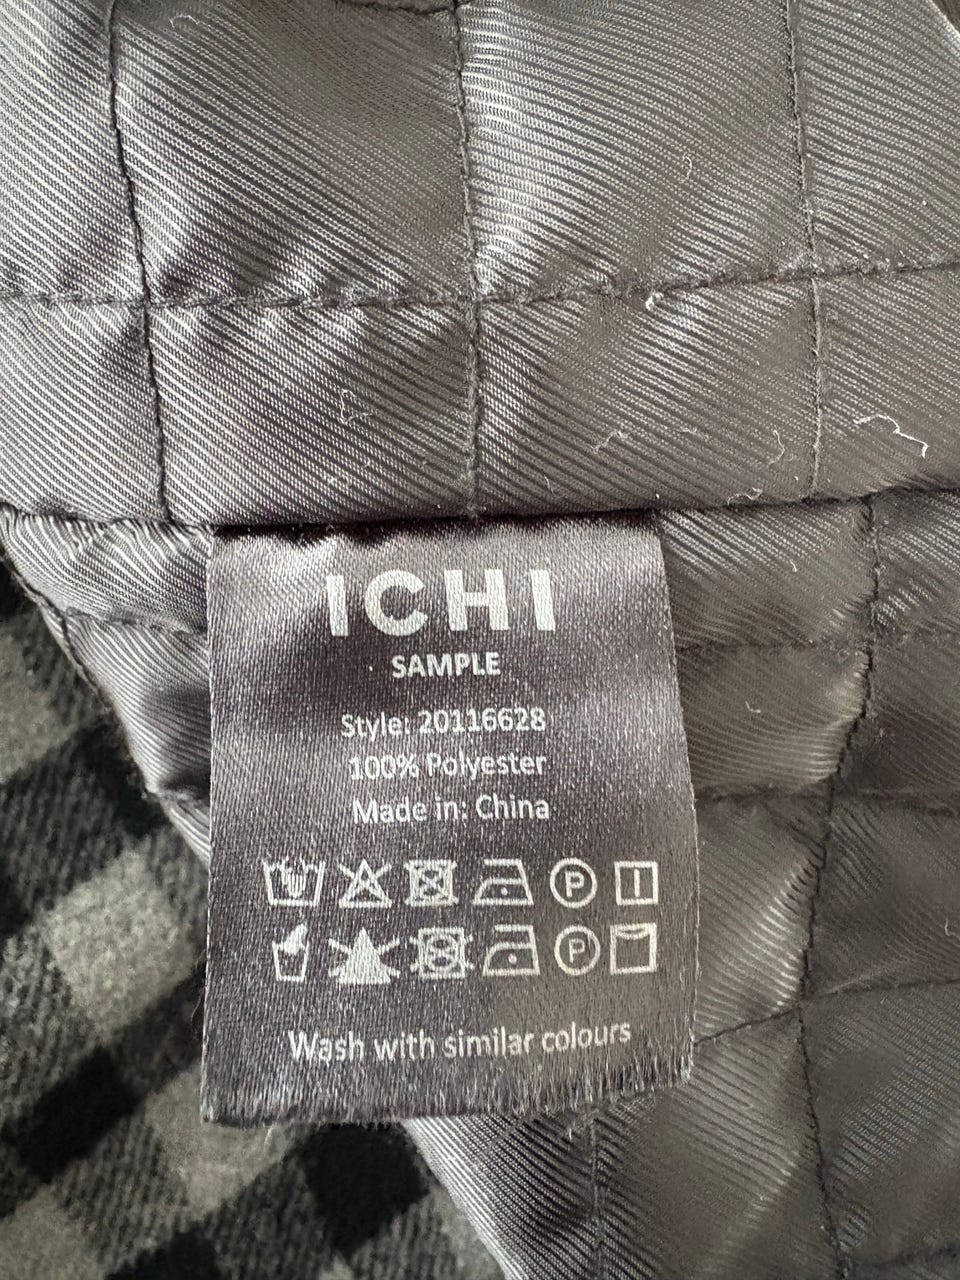 ICHI
SAMPLE
Style: 20116628
100% Polyester
Made in: China
P
P
Wash with similar colours